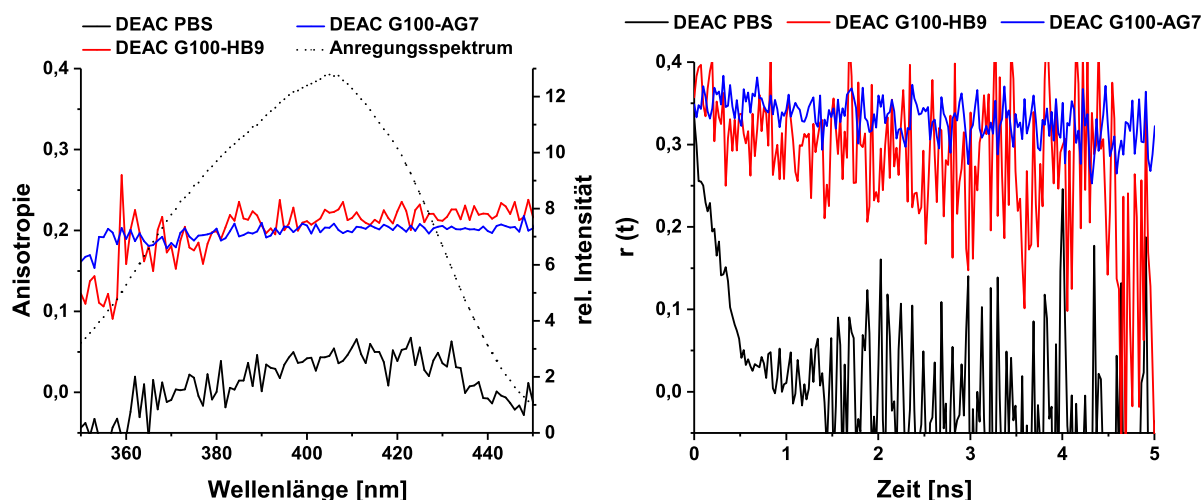 DEAC PBS DEAC G100-AG7
DEAC G100-HB9 Anregungsspektrum
0,4
0,3
0,2
0,1
0,0
Anisotropie
12
10
8
6
4
2
0
rel. Intensität
360 380 400 420 440
Wellenlänge [nm]
DEAC PBS DEAC G100-HB9 DEAC G100-AG7
0,4
0,3
0,2
0,1
0,0
r (t)
0 1 2 3 4 5
Zeit [ns]